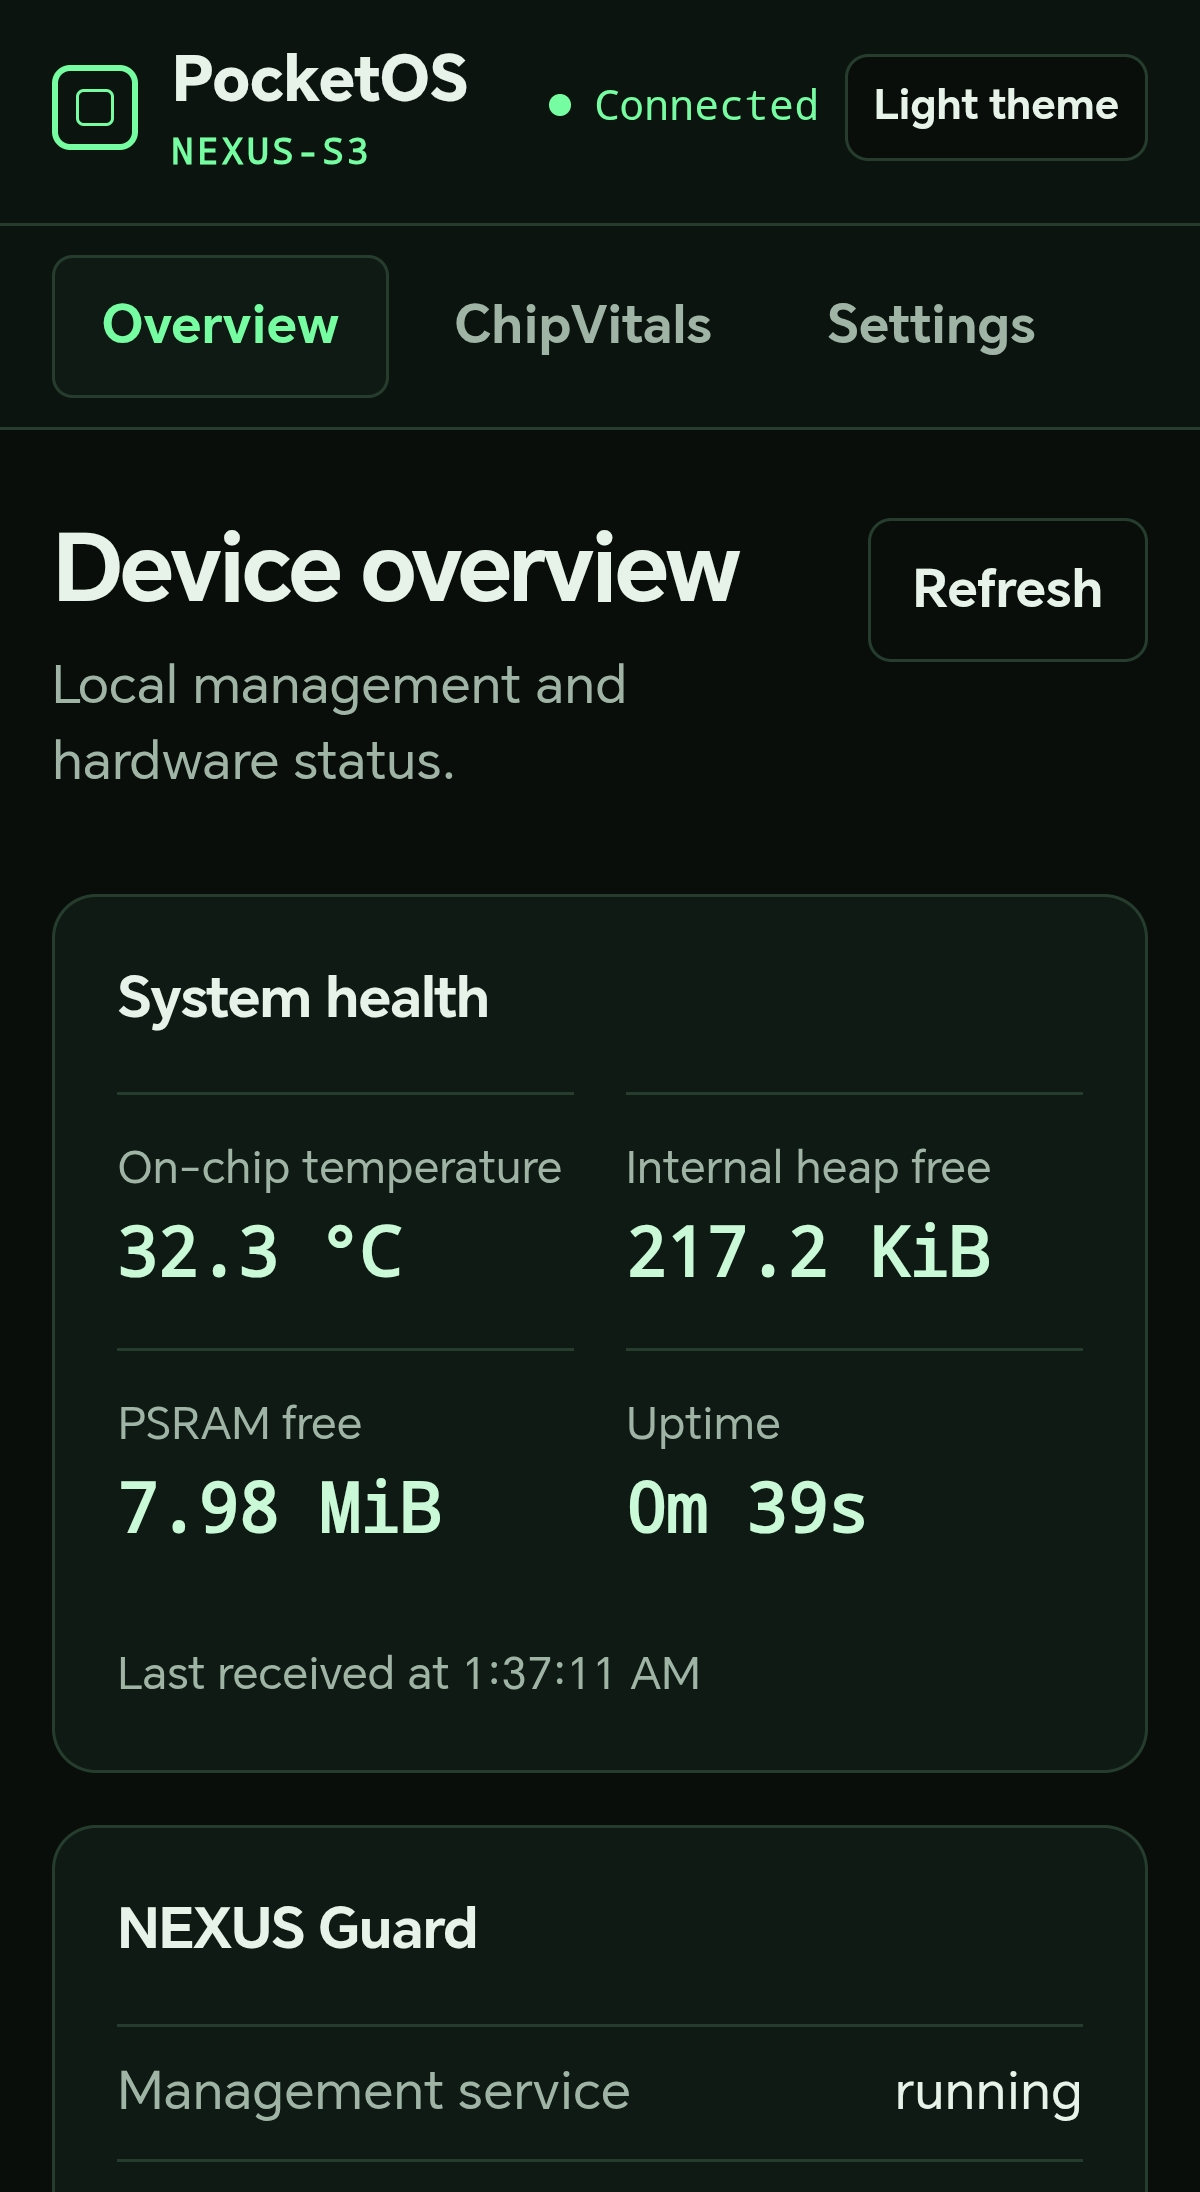 PocketOS
NEXUS-S3
Connected
Light theme
Overview
ChipVitals
Settings
Device overview
Refresh
Local management and
hardware status.
System health
On-chip temperature
32.3 °C
Internal heap free
217.2 KiB
PSRAM free
7.98 MiB
Uptime
0m 39s
Last received at 1:37:11 AM
NEXUS Guard
Management service
running